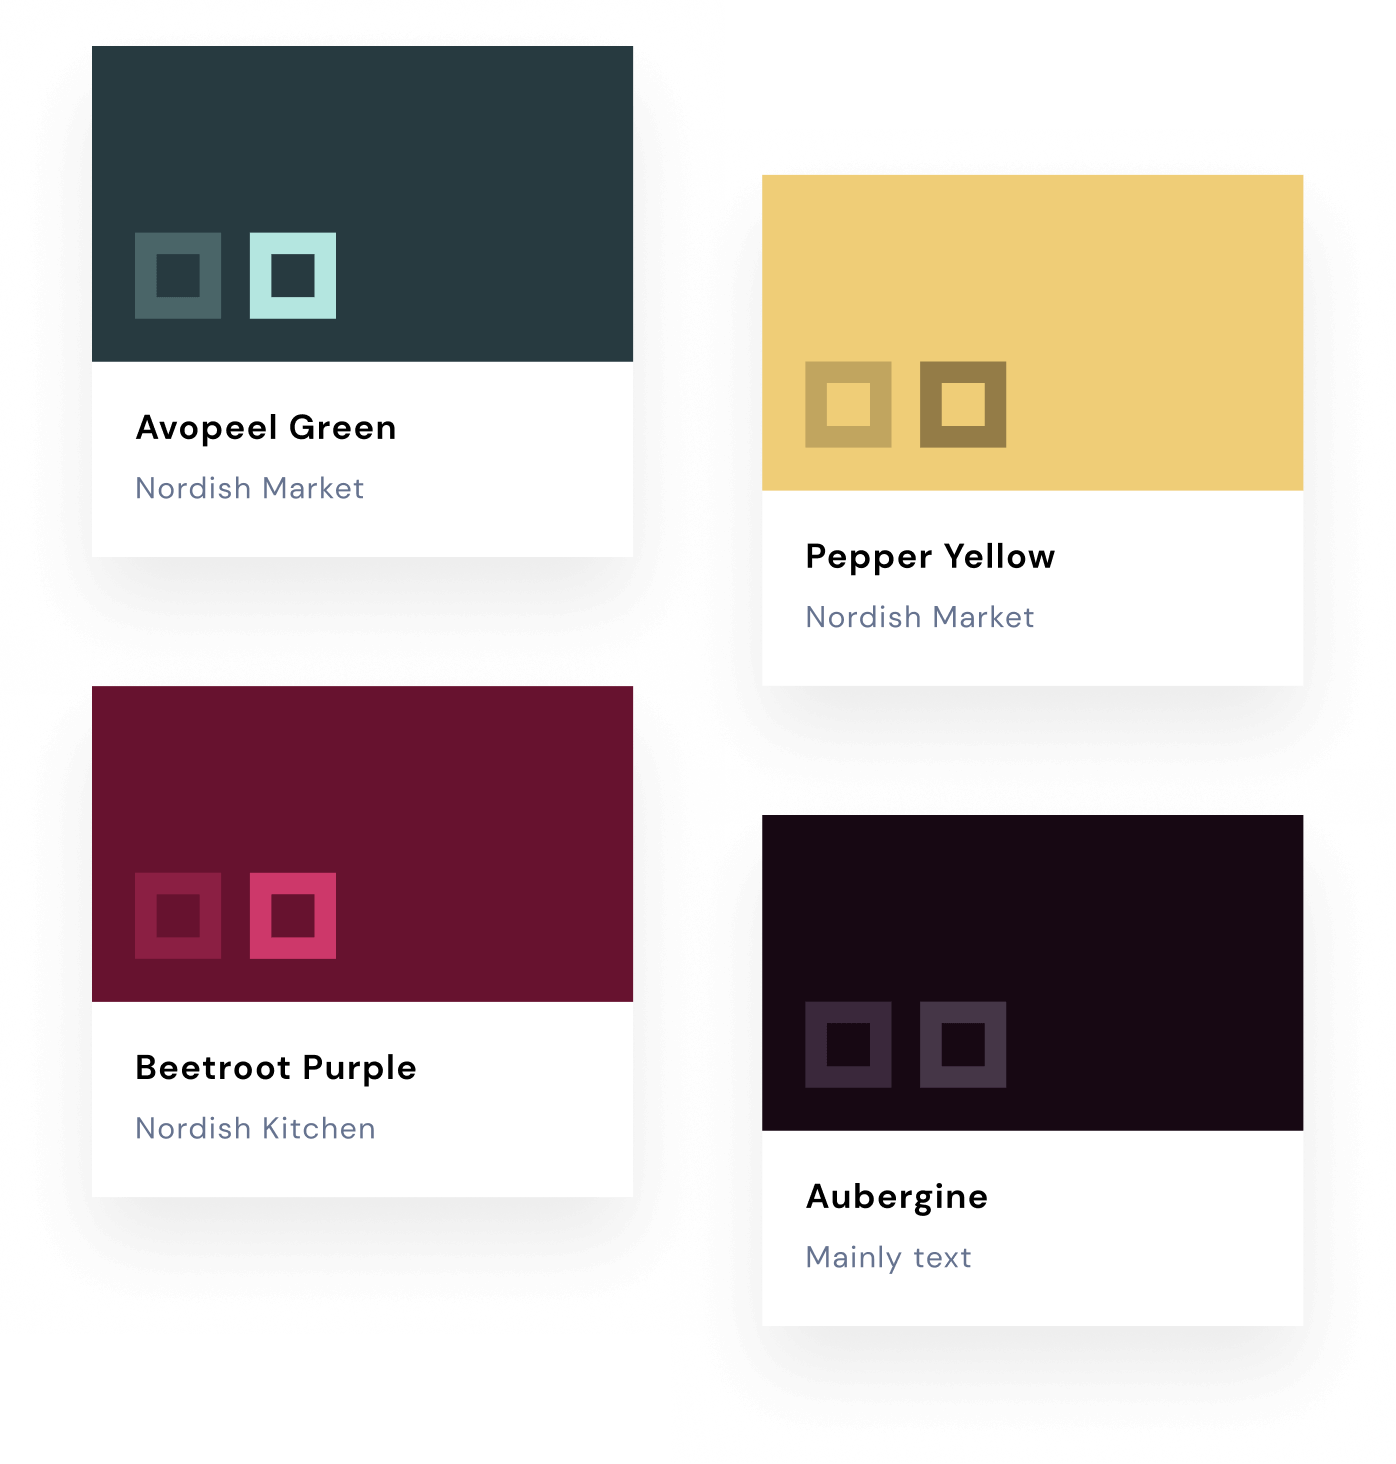 Avopeel Green
Nordish Market
Pepper Yellow
Nordish Market
Beetroot Purple
Nordish Kitchen
Aubergine
Mainly text